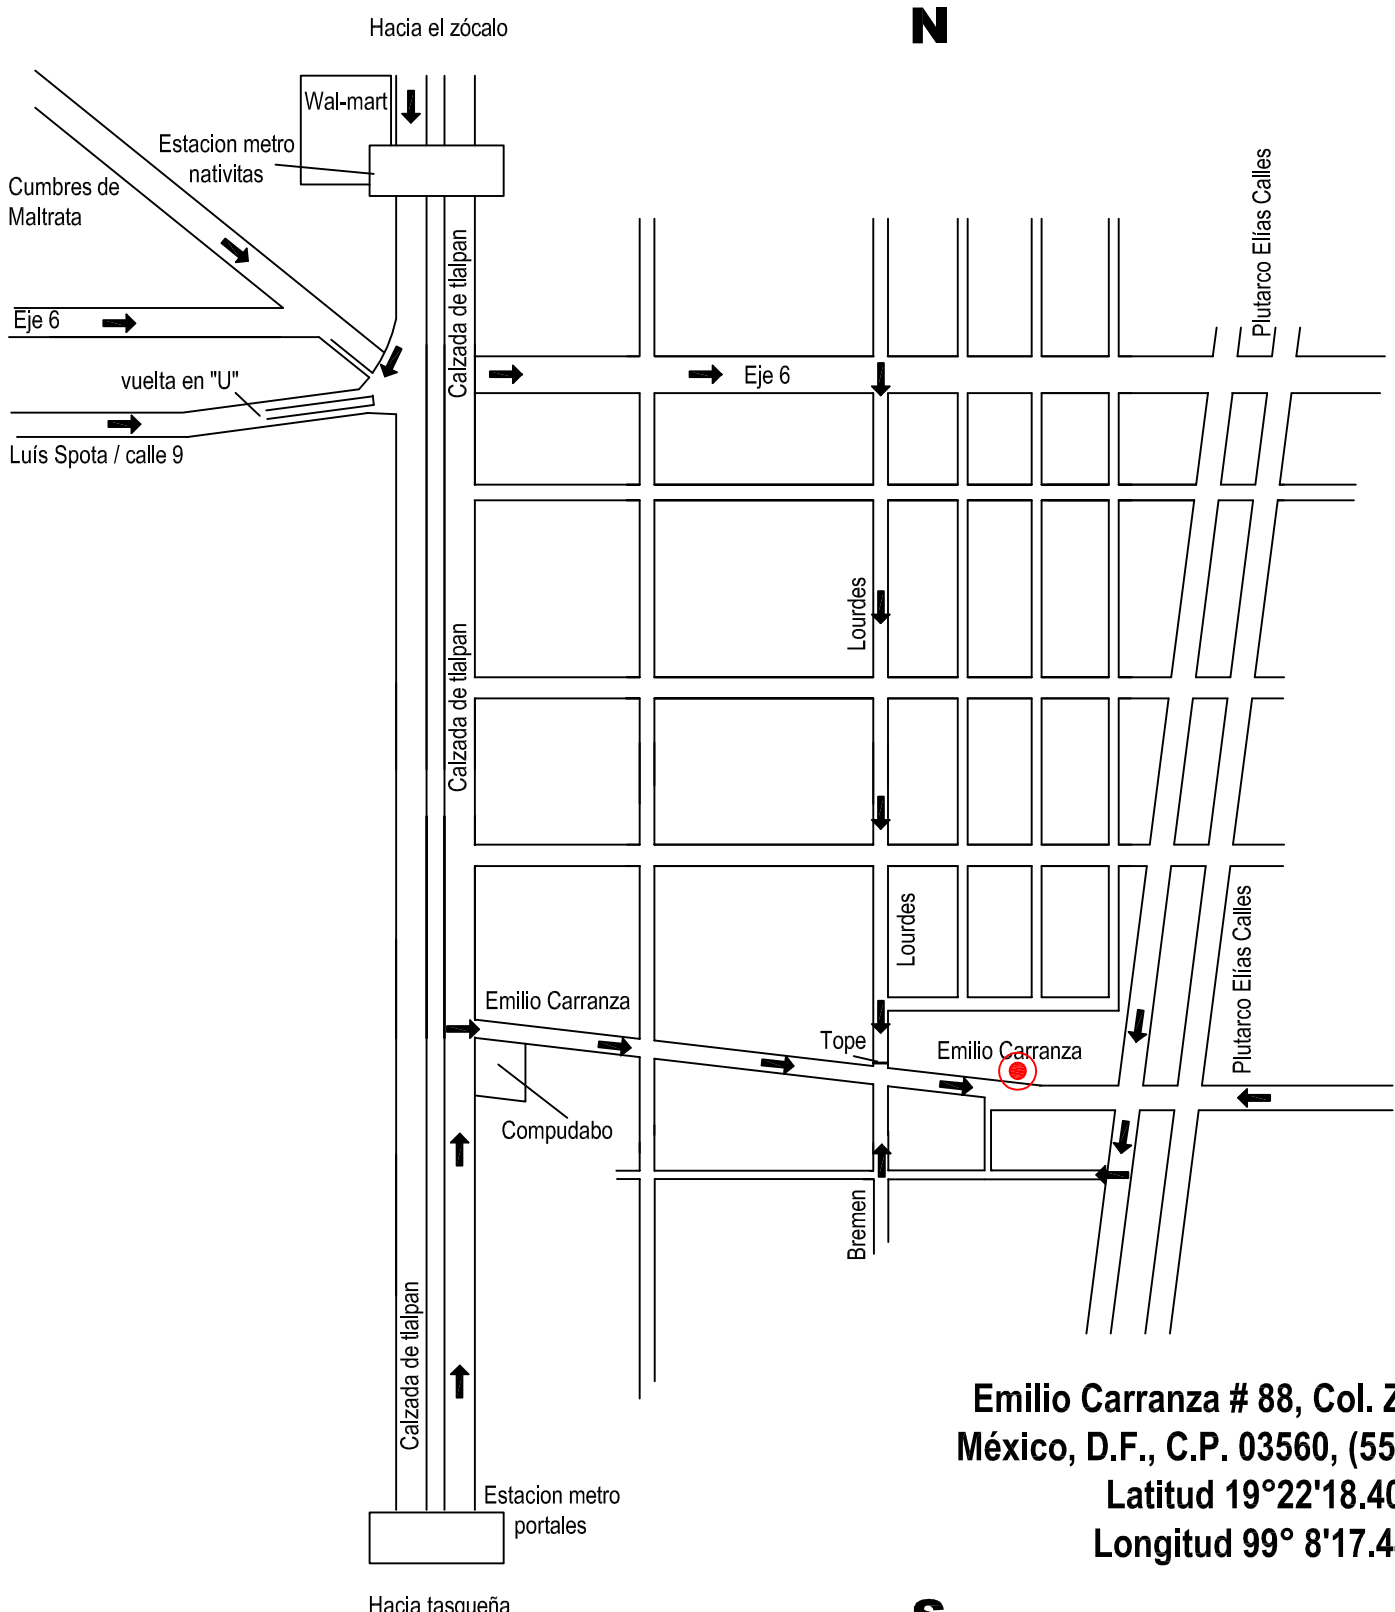 Hacia el zócalo
N
Wal-mart
Estacion metro
nativitas
Cumbres de
Maltrata
Calzada de tlalpan
Plutarco Elías Calles
Eje 6
vuelta en "U"
Eje 6
Luís Spota / calle 9
Lourdes
Calzada de tlalpan
Lourdes
Plutarco Elías Calles
Emilio Carranza
Tope
Emilio Carranza
Compudabo
Bremen
Calzada de tlalpan
Emilio Carranza # 88, Col. Z
México, D.F., C.P. 03560, (55
Latitud 19°22'18.40
Longitud 99° 8'17.4
Estacion metro
portales
Hacia tasqueña
S